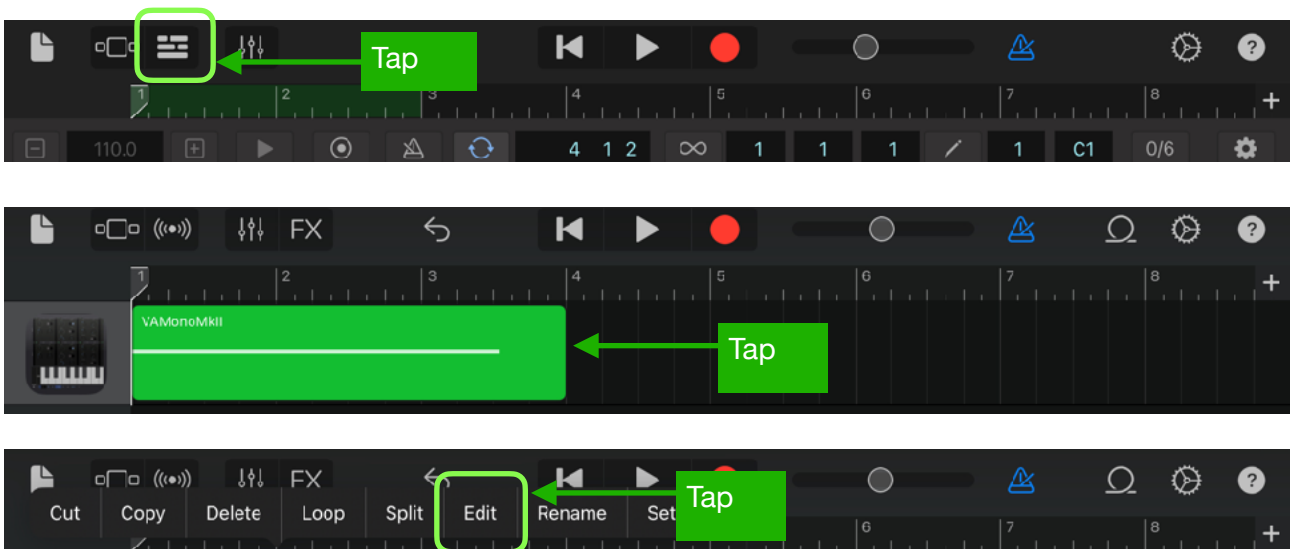 Tap
1 2 3 4 5 6 7 8 +
110.0 4 1 2 1 1 1 1 C1 0/6
FX ?
1 2 3 4 5 6 7 8 +
VAMonoMkII
Tap
FX ?
Cut Copy Delete Loop Split Edit Rename Set
Tap
6 7 8 +